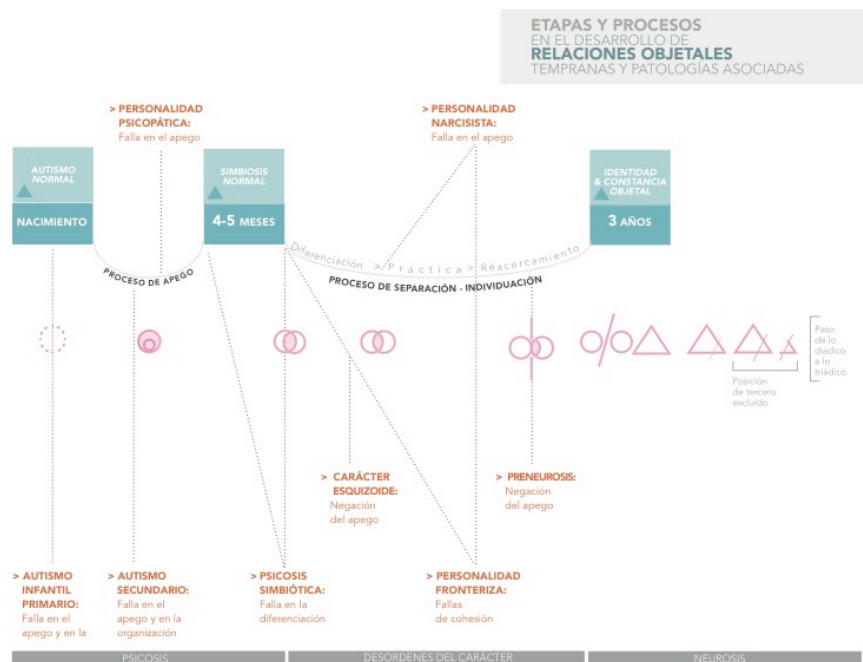 ETAPAS Y PROCESOS
EN EL DESARROLLO DE
RELACIONES OBJETALES
TEMPRANAS Y PATOLOGÍAS ASOCIADAS
> PERSONALIDAD
PSICOPÁTICA:
Falla en el apego
> PERSONALIDAD
NARCISISTA:
Falla en el apego
AUTISMO
NORMAL
NACIMIENTO
SIMBIOSIS
NORMAL
4-5 MESES
IDENTIDAD
& CONSTANCIA
OBJETAL
3 AÑOS
PROCESO DE APEGO
Diferenciación > Práctica > Reacercamiento
PROCESO DE SEPARACIÓN - INDIVIDUACIÓN
Paso
de lo
diádico
a lo
triádico
Posición
de tercero
excluído
> CARÁCTER
ESQUIZOIDE:
Negación
del apego
> PRENEUROSIS:
Negación
del apego
> AUTISMO
INFANTIL
PRIMARIO:
Falla en el
apego y en la
> AUTISMO
SECUNDARIO:
Falla en el
apego y en la
organización
> PSICOSIS
SIMBIÓTICA:
Falla en la
diferenciación
> PERSONALIDAD
FRONTERIZA:
Fallas
de cohesión
PSICOSIS
DESÓRDENES DEL CARÁCTER
NEUROSIS